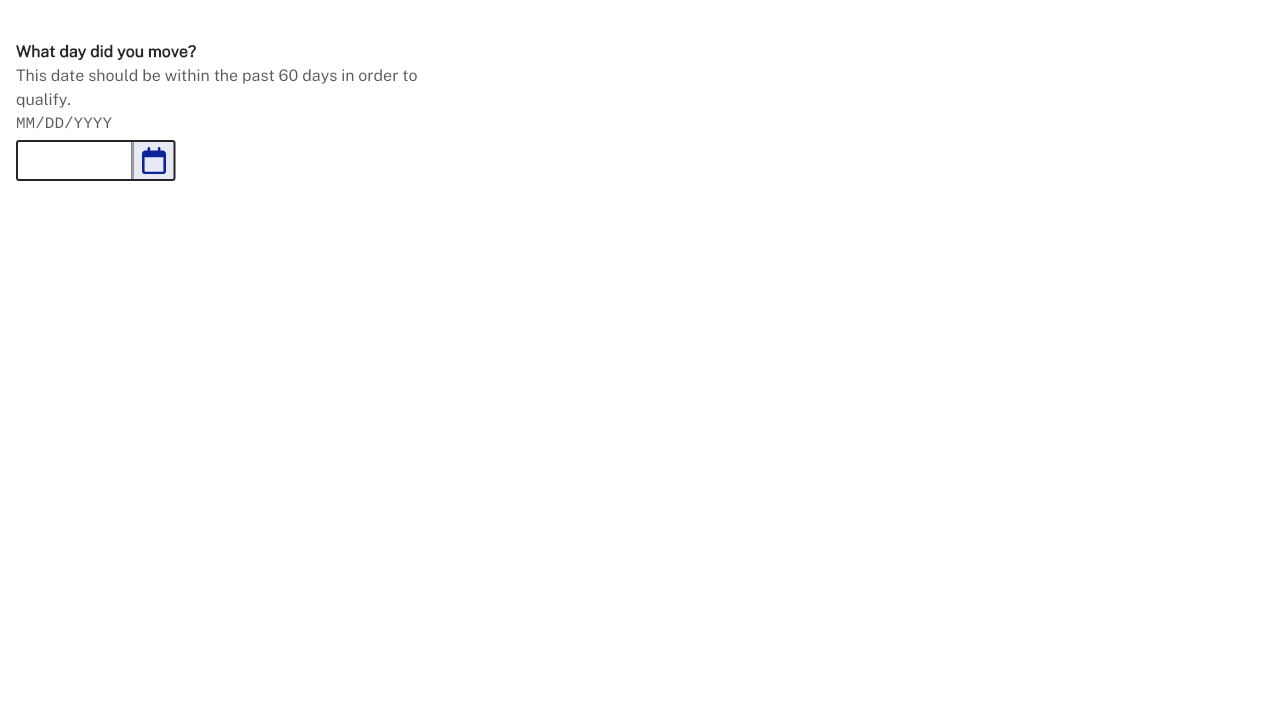 What day did you move?
This date should be within the past 60 days in order to
qualify.
MM/DD/YYYY